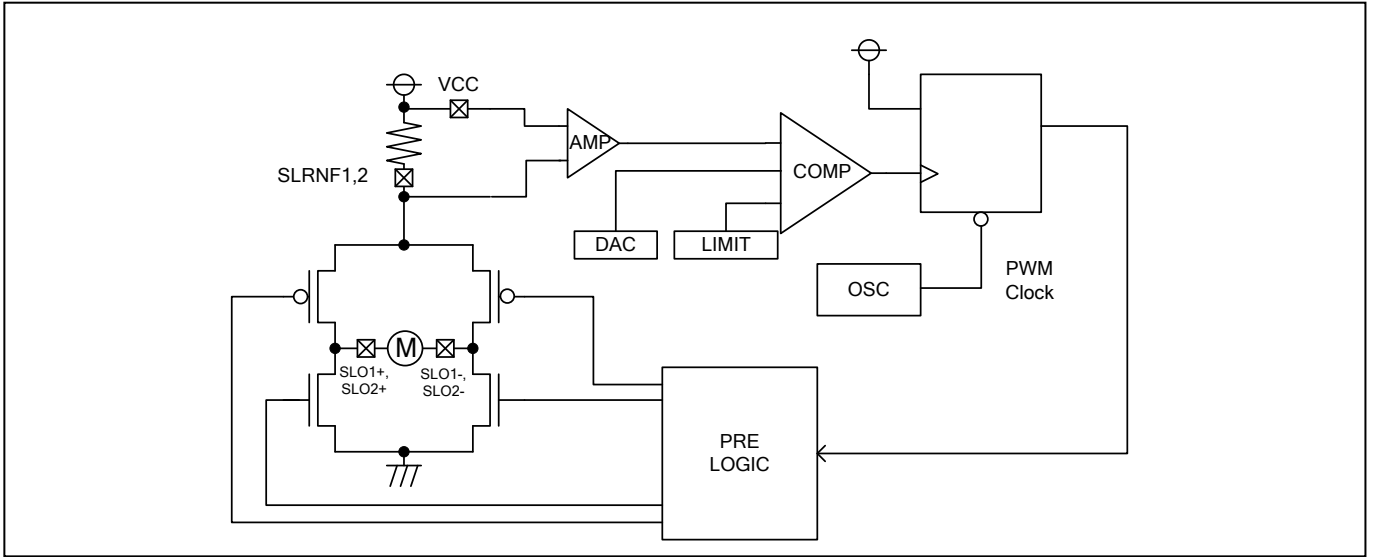 VCC
AMP
SLRNF1,2
COMP
DAC
LIMIT
OSC
PWM
Clock
M
SLO1+,
SLO2+
SLO1-,
SLO2-
PRE
LOGIC